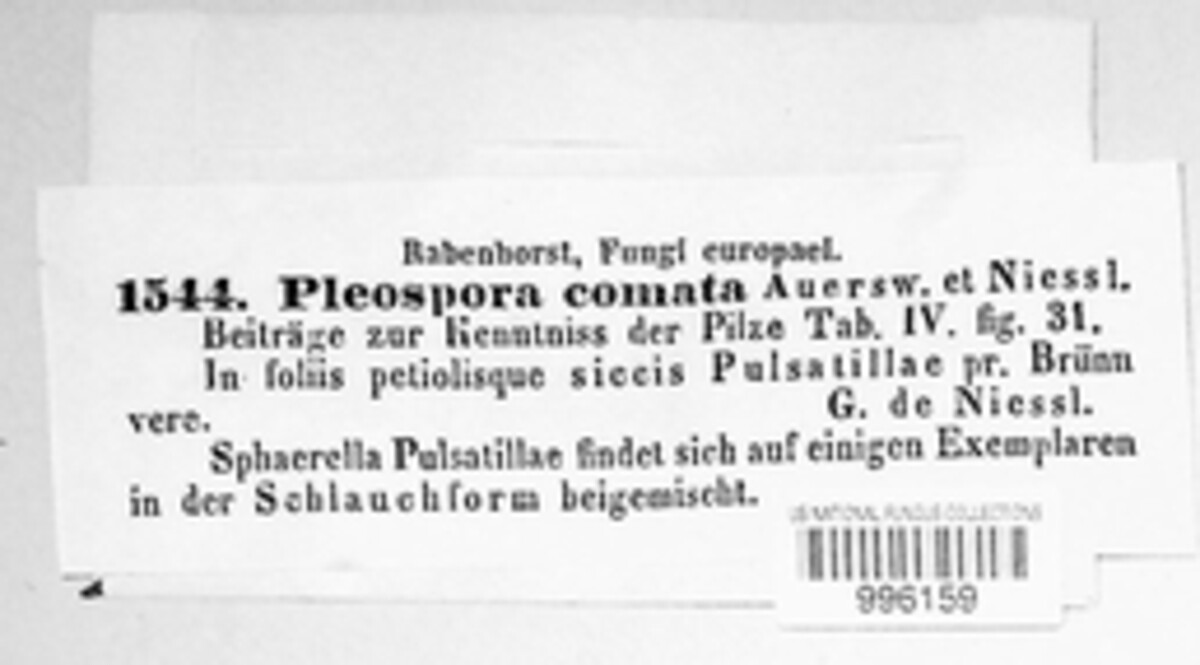 Rabenhorst, Fungi europaei.
1544. Pleospora comata Auersw. et Niessl.
Beiträge zur Kenntniss der Pilze Tab. IV. fig. 31.
In foliis petiolisque siccis Pulsatillae pr. Brünn
vere. G. de Niessl.
Sphaerella Pulsatillae findet sich auf einigen Exemplaren
in der Schlauchform beigemischt.
US NATIONAL FUNGUS COLLECTIONS
996159